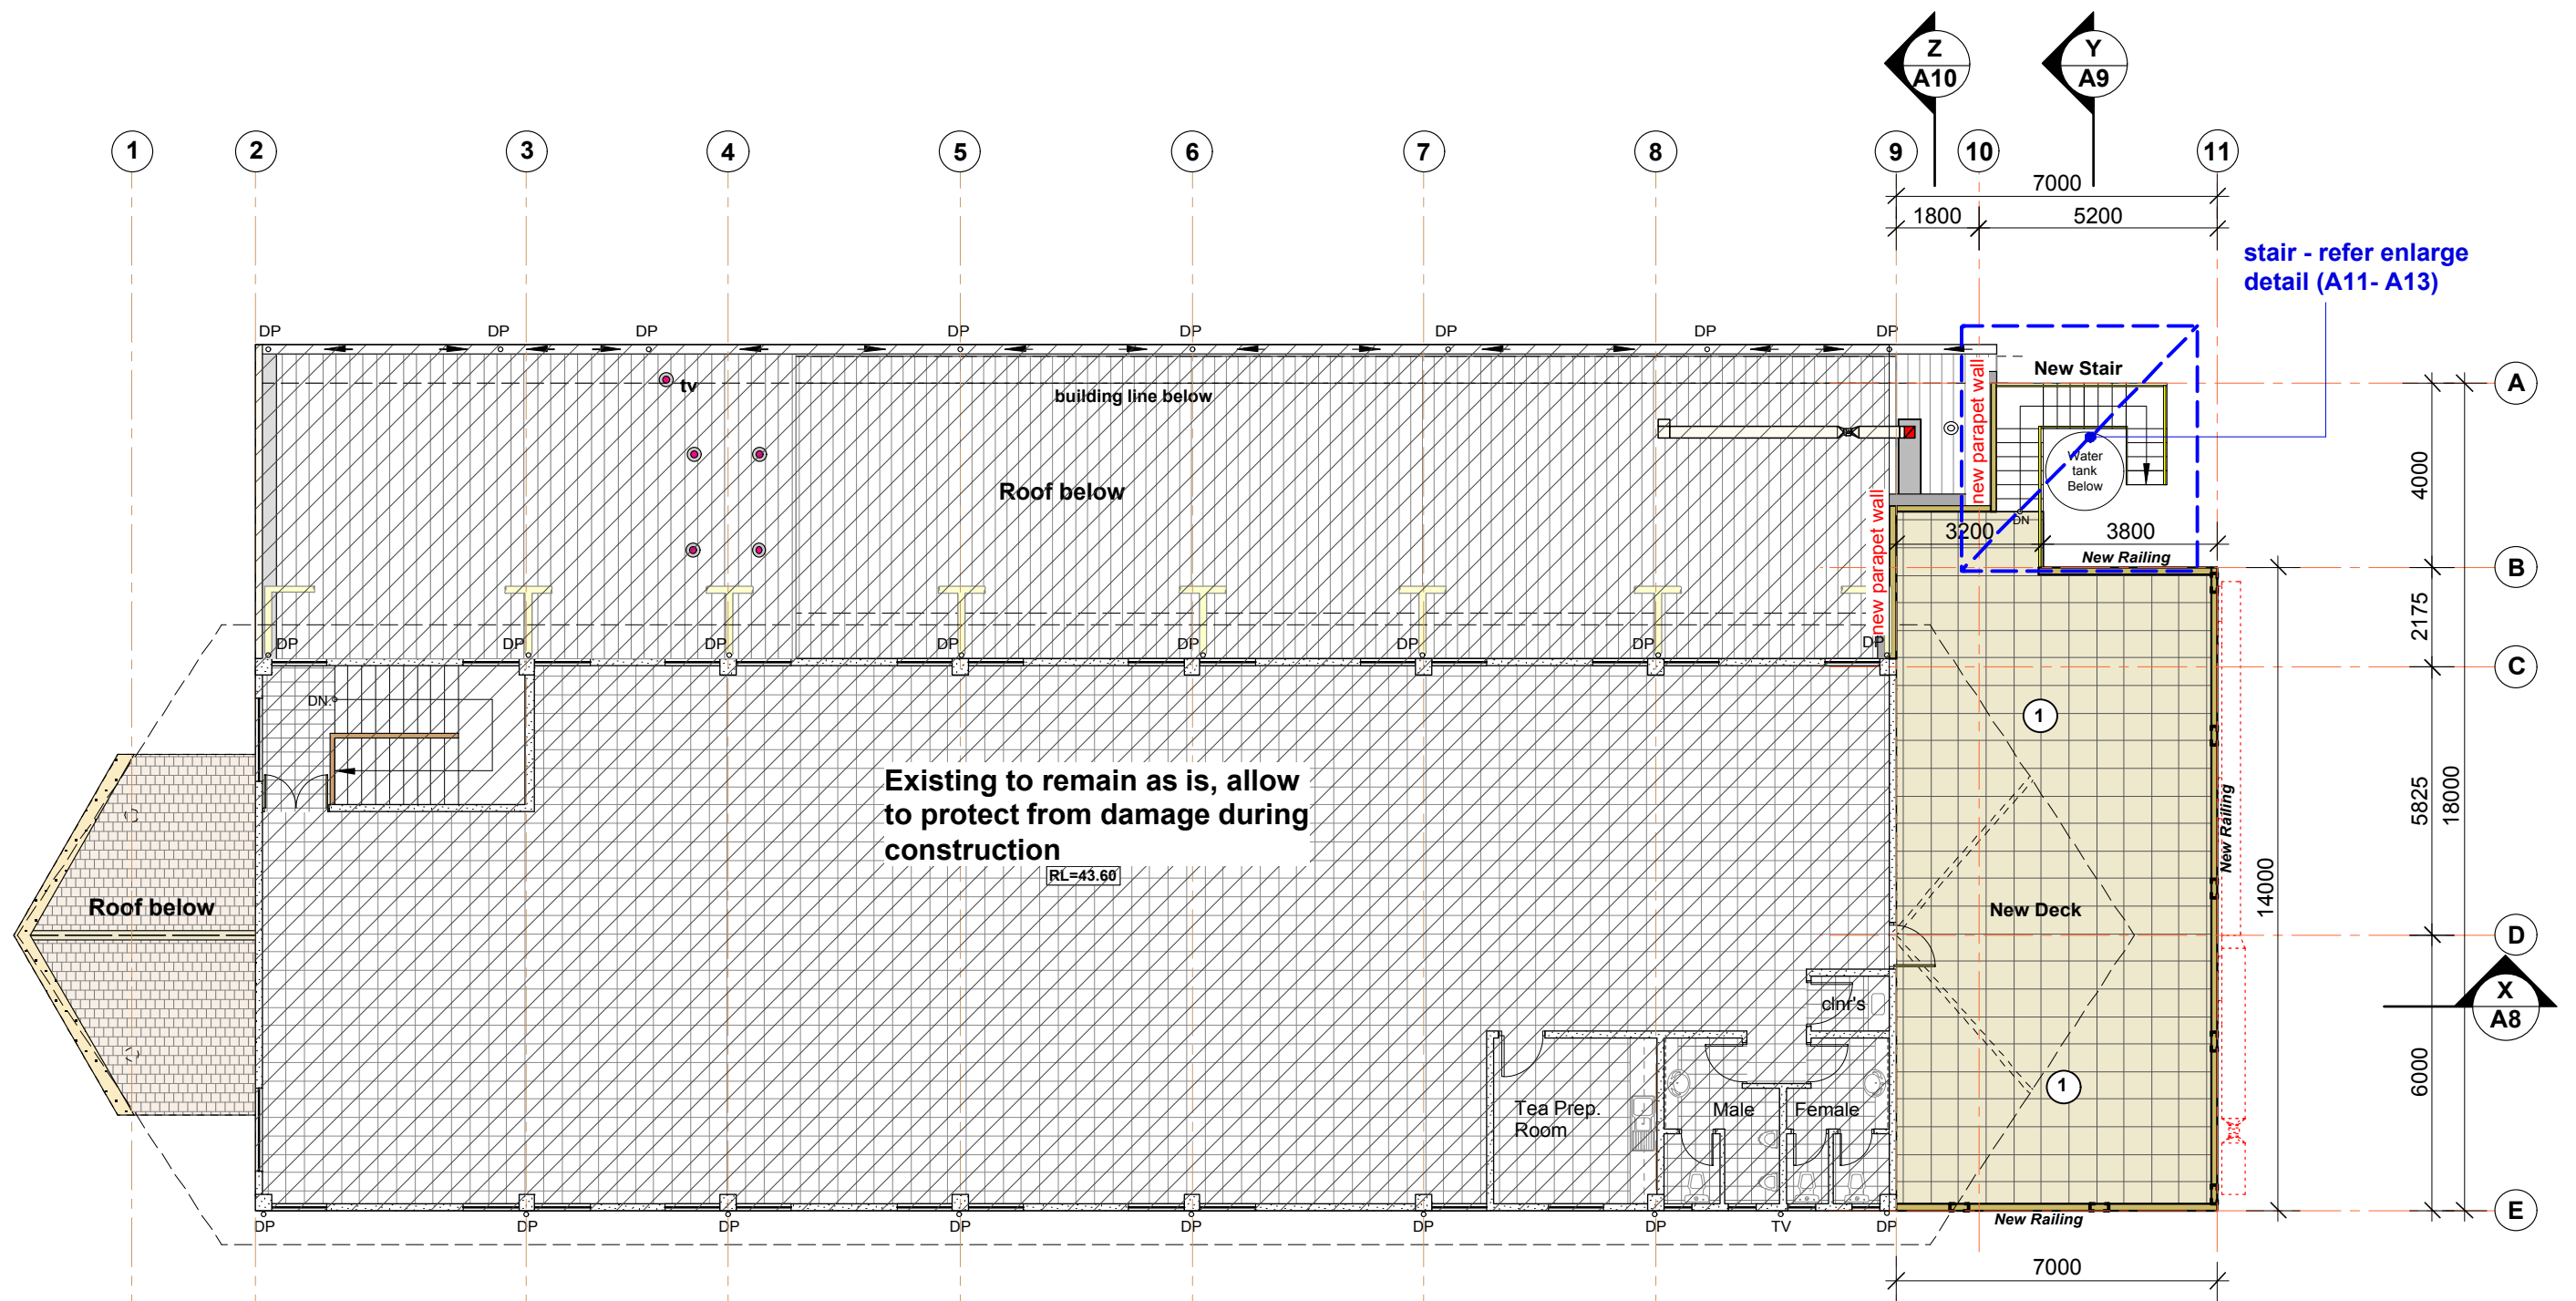 Z
A10
Y
A9
1
2
3
4
5
6
7
8
9
10
11
7000
1800
5200
stair - refer enlarge
detail (A11- A13)
DP
DP
DP
DP
DP
DP
DP
DP
New Stair
A
tv
building line below
new parapet wall
Water
tank
Below
4000
Roof below
new parapet wall
DN
3200
3800
New Railing
B
2175
DP
DP
DP
DP
DP
DP
DP
DP
C
DN.
1
Existing to remain as is, allow
to protect from damage during
construction
RL=43.60
5825
18000
New Railing
14000
Roof below
New Deck
D
X
A8
clnr's
6000
1
Tea Prep.
Room
Male
Female
DP
DP
DP
DP
DP
DP
DP
TV
DP
New Railing
E
7000